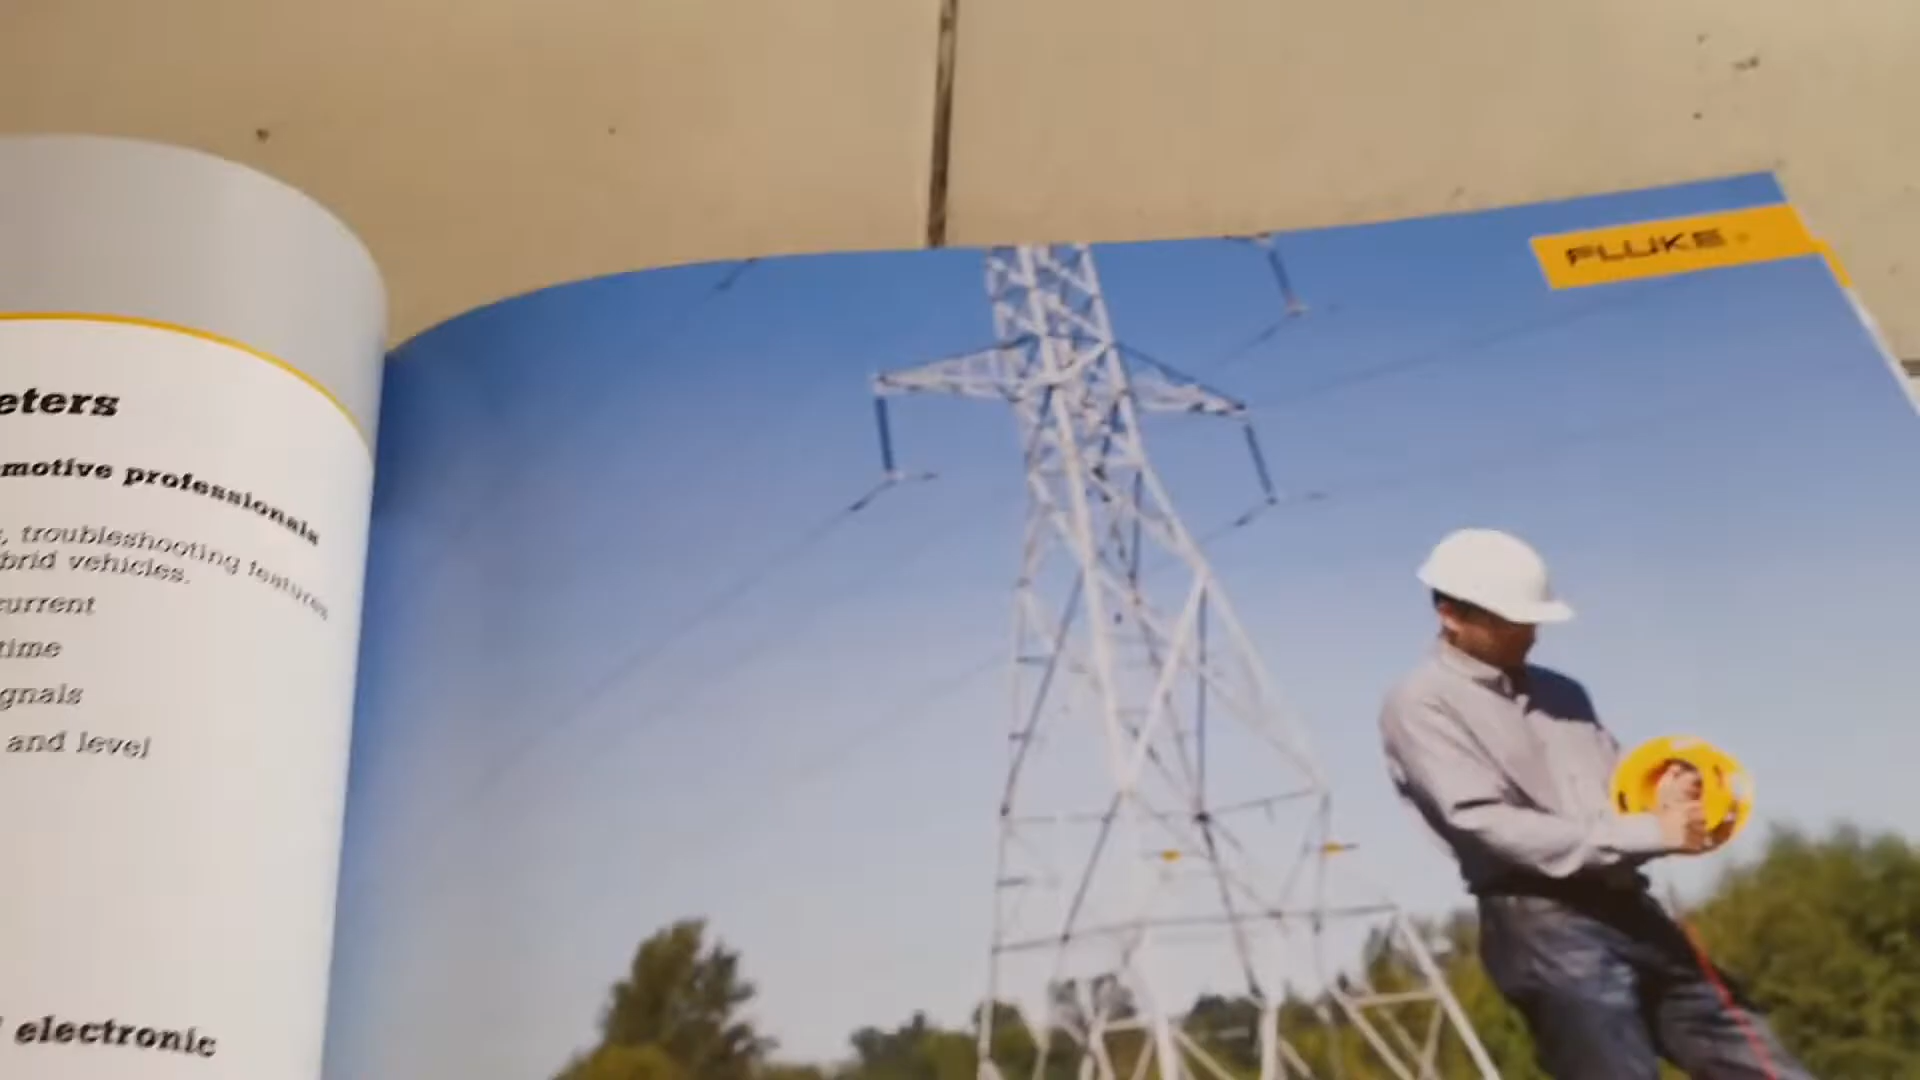 eters
motive professionals
, troubleshooting features
brid vehicles.
current
time
gnals
and level
electronic
FLUKE